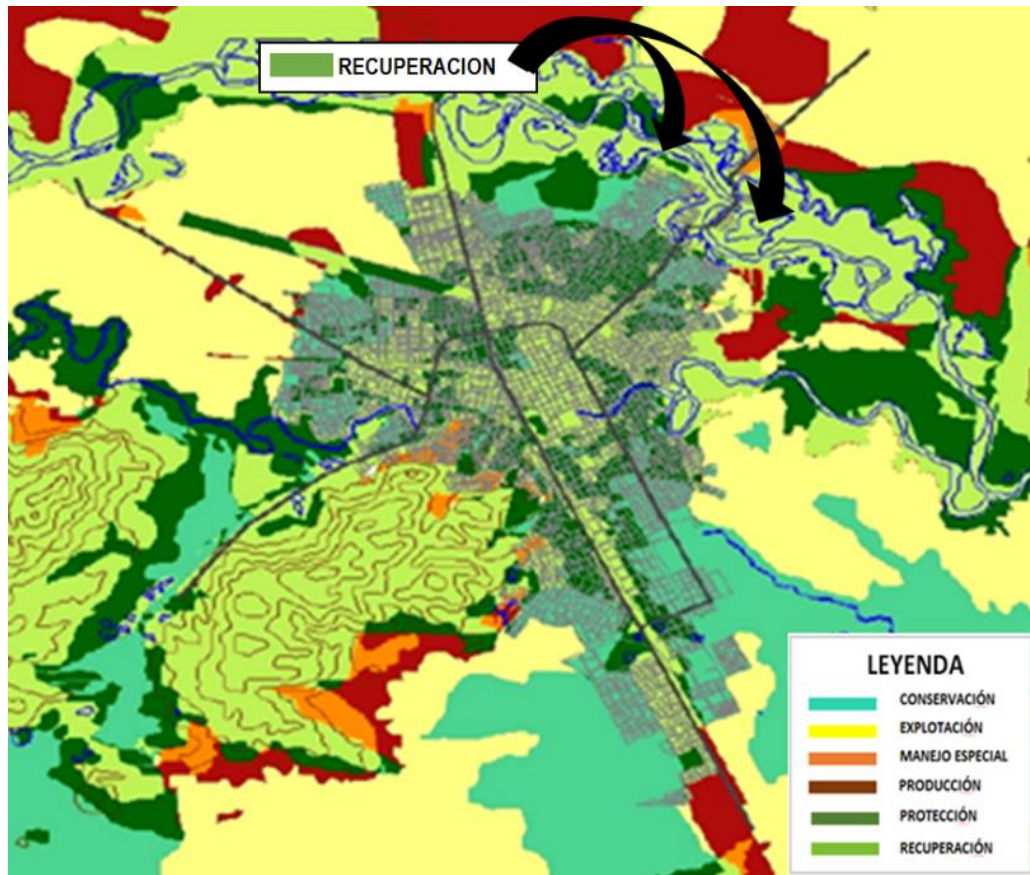 RECUPERACION
LEYENDA
CONSERVACIÓN
EXPLOTACIÓN
MANEJO ESPECIAL
PRODUCCIÓN
PROTECCIÓN
RECUPERACIÓN